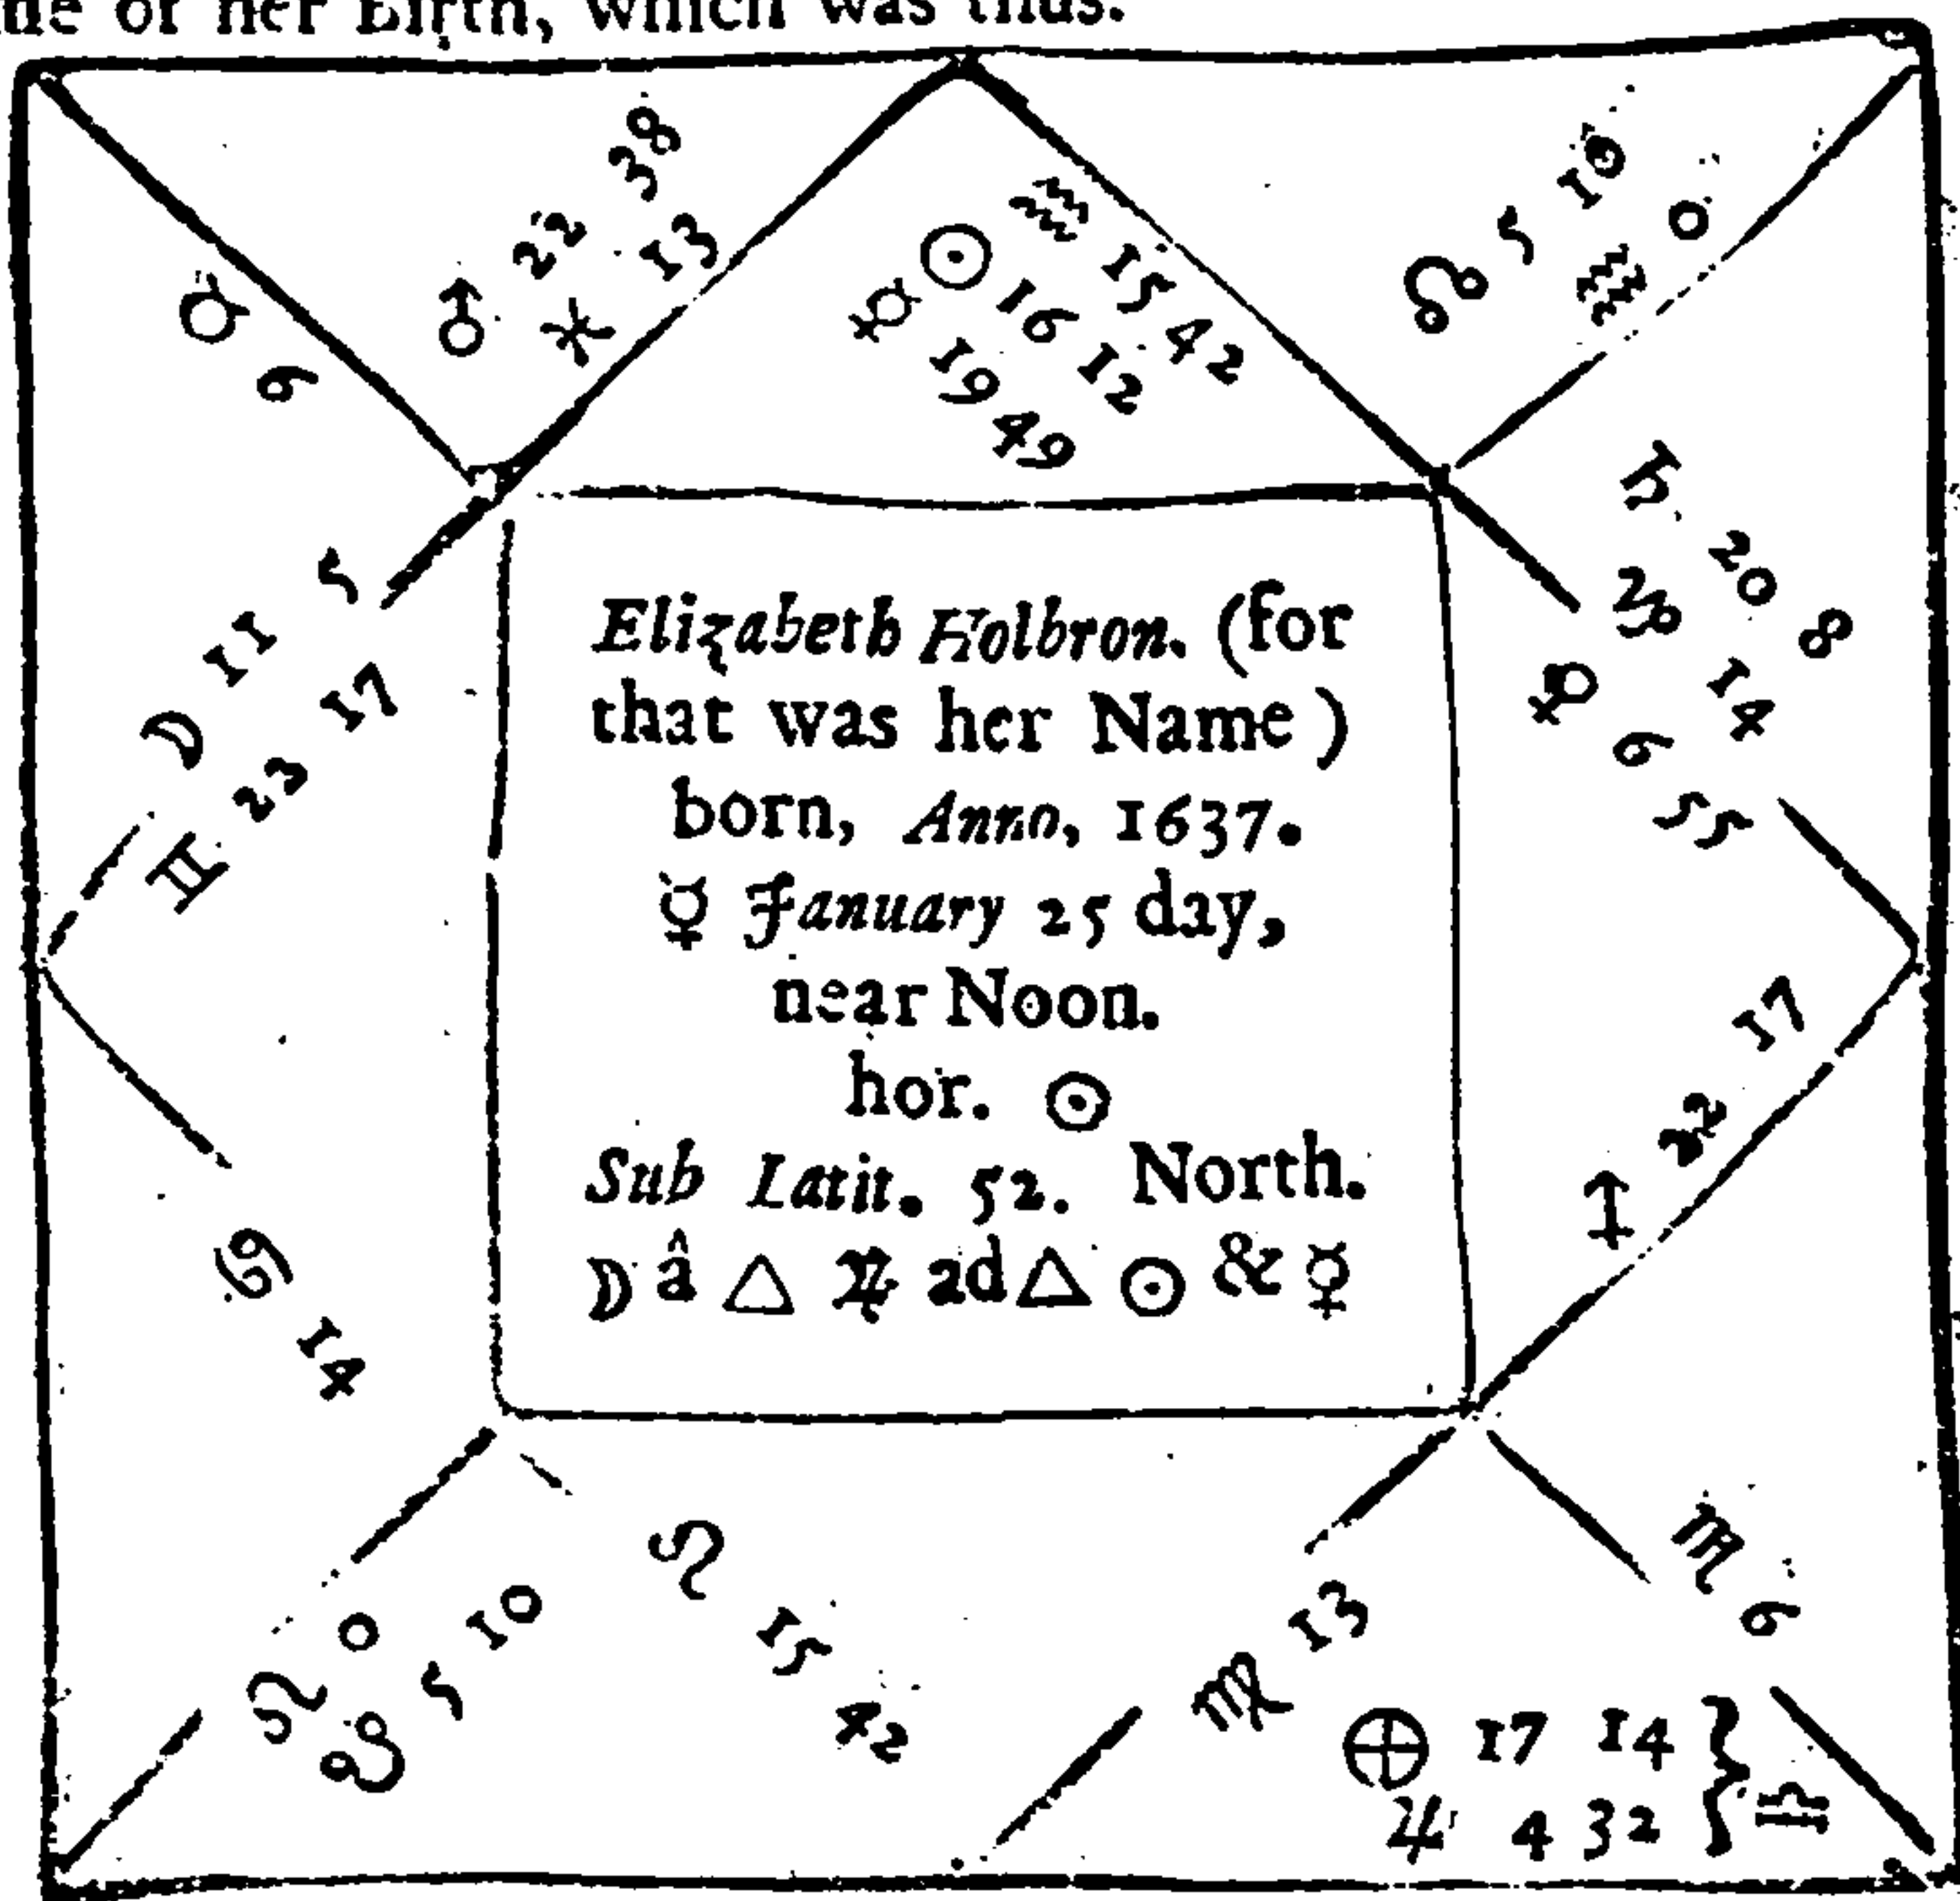 of her Birth, which was thus.
♂ 22 38
♓ 13
♒ 15 42
☉ 16 12
☿ 19 49
☊ 5 10
♒ 0
♉ 6
☽ 11 5
♊ 23 17
♄ 20 8
♑ 14
♀ 6 55
Elizabeth Holbron. (for
that was her Name)
born, Anno, 1637.
☿ January 25 day,
near Noon.
hor. ☉
Sub Latit. 52. North.
☽ â △ ♃ ad △ ☉ & ☿
♐ 22 17
♋ 14
♌ 0
☋ 5 10
♌ 15 42
♍ 13
♏ 6
⊕ 17 14 } ♎
♃ 4 32